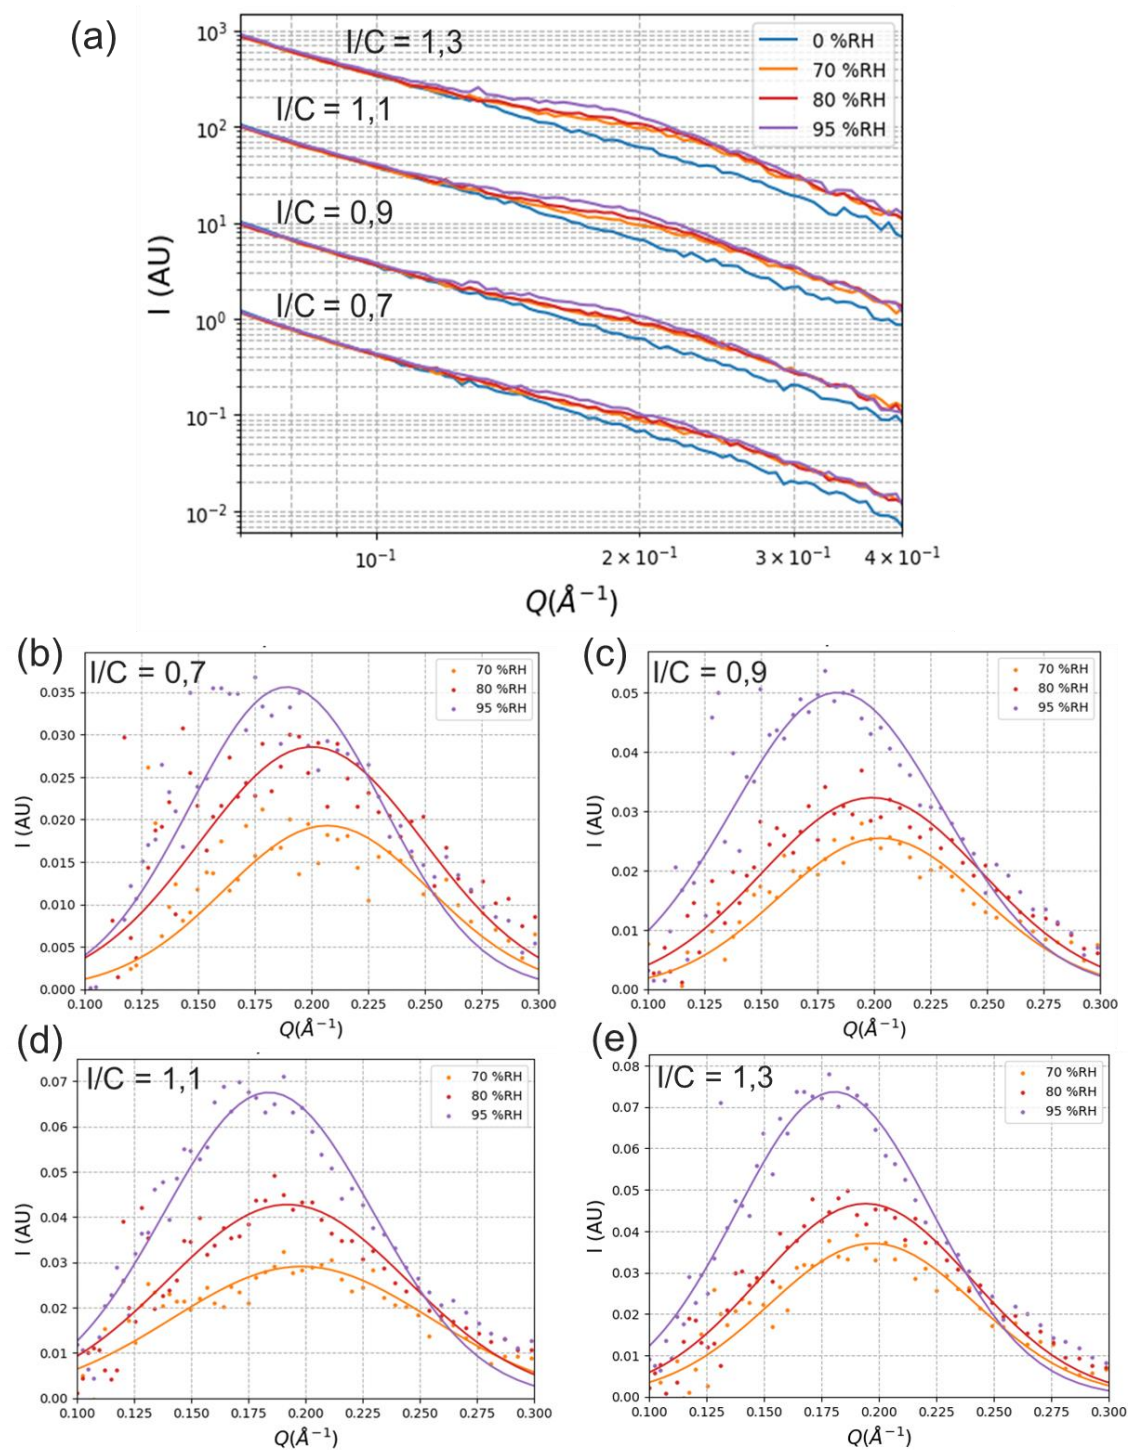 (a)
I/C = 1,3
I/C = 1,1
I/C = 0,9
I/C = 0,7
0 %RH
70 %RH
80 %RH
95 %RH
10³
10²
10¹
10⁰
10⁻¹
10⁻²
I (AU)
10⁻¹
2 × 10⁻¹
3 × 10⁻¹
4 × 10⁻¹
Q(Å⁻¹)
(b)
I/C = 0,7
70 %RH
80 %RH
95 %RH
0.035
0.030
0.025
0.020
0.015
0.010
0.005
0.000
I (AU)
0.100 0.125 0.150 0.175 0.200 0.225 0.250 0.275 0.300
Q(Å⁻¹)
(c)
I/C = 0,9
70 %RH
80 %RH
95 %RH
0.05
0.04
0.03
0.02
0.01
0.00
I (AU)
0.100 0.125 0.150 0.175 0.200 0.225 0.250 0.275 0.300
Q(Å⁻¹)
(d)
I/C = 1,1
70 %RH
80 %RH
95 %RH
0.07
0.06
0.05
0.04
0.03
0.02
0.01
0.00
I (AU)
0.100 0.125 0.150 0.175 0.200 0.225 0.250 0.275 0.300
Q(Å⁻¹)
(e)
I/C = 1,3
70 %RH
80 %RH
95 %RH
0.08
0.07
0.06
0.05
0.04
0.03
0.02
0.01
0.00
I (AU)
0.100 0.125 0.150 0.175 0.200 0.225 0.250 0.275 0.300
Q(Å⁻¹)